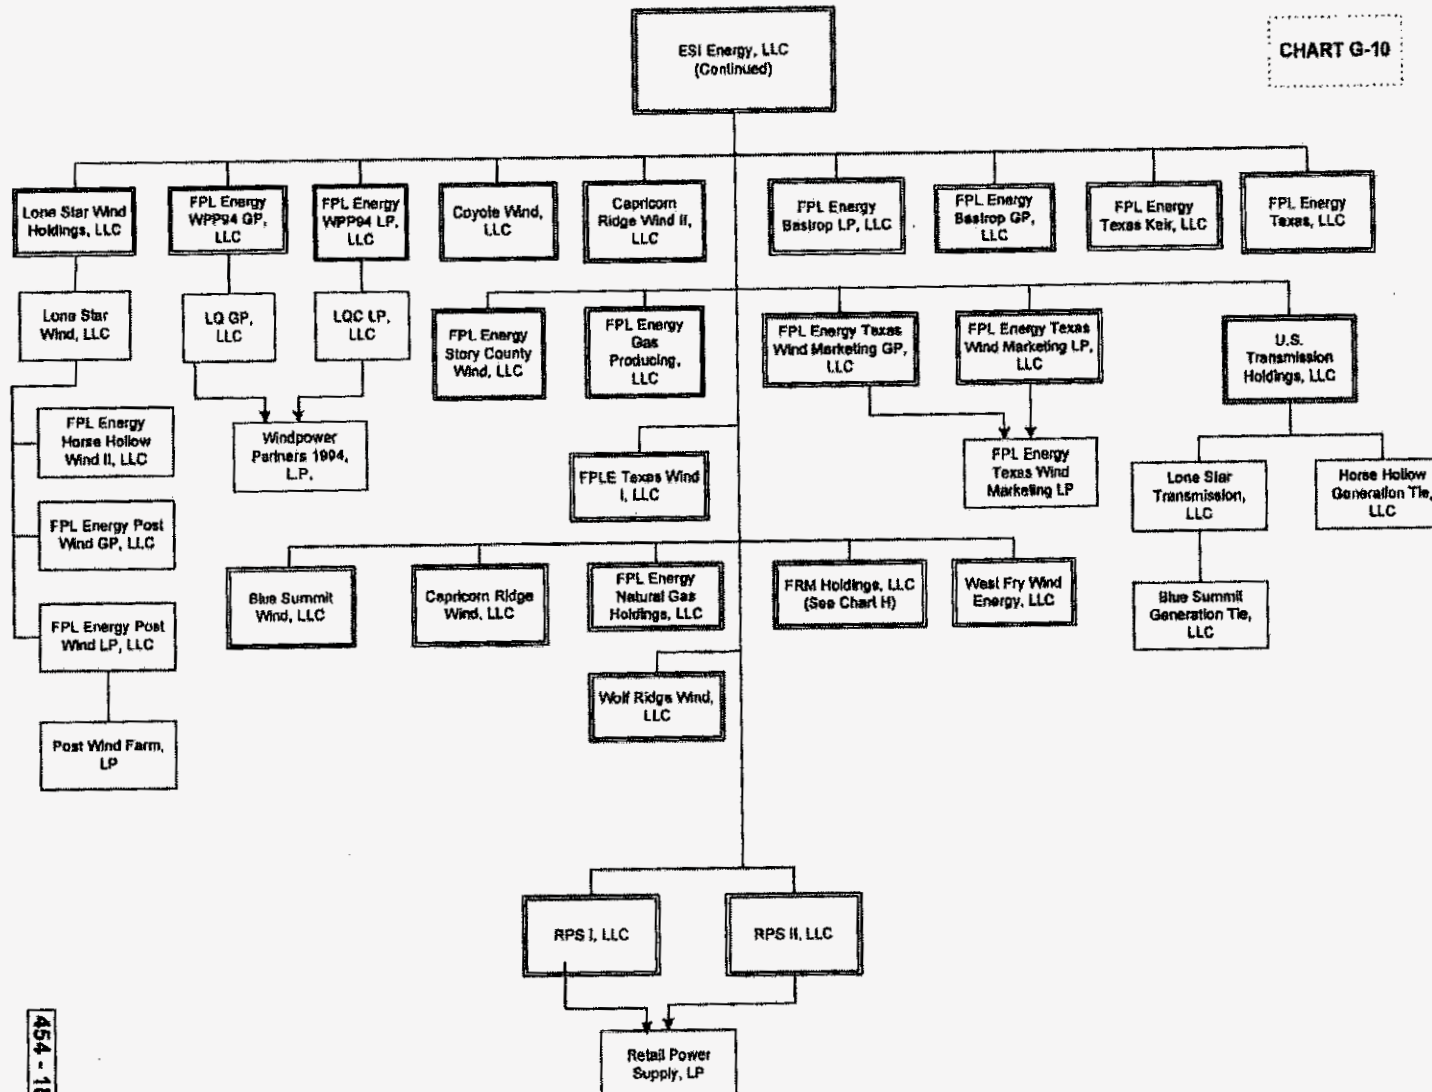 ESI Energy, LLC
(Continued)
CHART G-10
Lone Star Wind
Holdings, LLC
FPL Energy
WPP94 GP,
LLC
FPL Energy
WPP94 LP,
LLC
Coyote Wind,
LLC
Capricorn
Ridge Wind II,
LLC
FPL Energy
Bastrop LP, LLC
FPL Energy
Bastrop GP,
LLC
FPL Energy
Texas Keir, LLC
FPL Energy
Texas, LLC
Lone Star
Wind, LLC
LQ GP,
LLC
LQC LP,
LLC
FPL Energy
Story County
Wind, LLC
FPL Energy
Gas
Producing,
LLC
FPL Energy Texas
Wind Marketing GP,
LLC
FPL Energy Texas
Wind Marketing LP,
LLC
U.S.
Transmission
Holdings, LLC
FPL Energy
Horse Hollow
Wind II, LLC
Windpower
Partners 1994,
L.P.
FPLE Texas Wind
I, LLC
FPL Energy
Texas Wind
Marketing LP
Lone Star
Transmission,
LLC
Horse Hollow
Generation Tie,
LLC
FPL Energy Post
Wind GP, LLC
Blue Summit
Wind, LLC
Capricorn Ridge
Wind, LLC
FPL Energy
Natural Gas
Holdings, LLC
FRM Holdings, LLC
(See Chart H)
West Fry Wind
Energy, LLC
Blue Summit
Generation Tie,
LLC
FPL Energy Post
Wind LP, LLC
Wolf Ridge Wind,
LLC
Post Wind Farm,
LP
RPS I, LLC
RPS II, LLC
Retail Power
Supply, LP